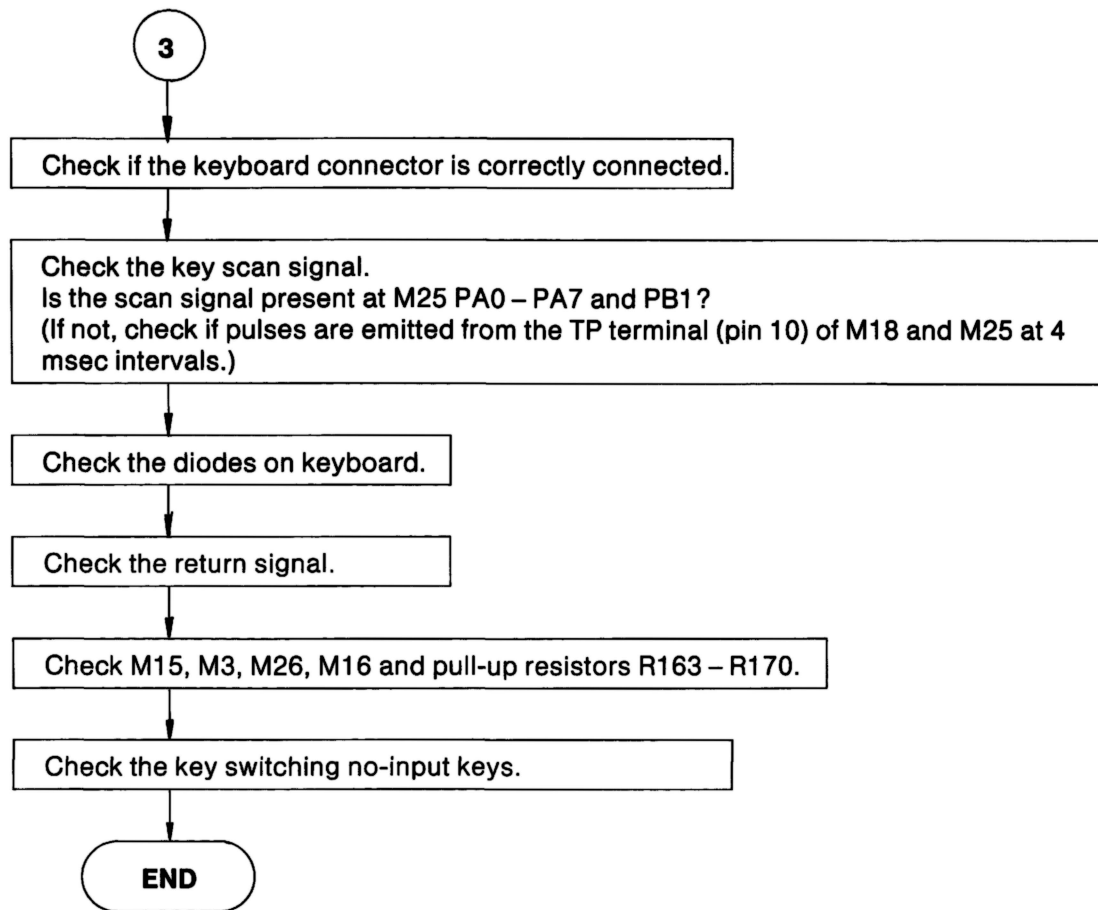 3
Check if the keyboard connector is correctly connected.
Check the key scan signal.
Is the scan signal present at M25 PA0 – PA7 and PB1?
(If not, check if pulses are emitted from the TP terminal (pin 10) of M18 and M25 at 4
msec intervals.)
Check the diodes on keyboard.
Check the return signal.
Check M15, M3, M26, M16 and pull-up resistors R163 – R170.
Check the key switching no-input keys.
END